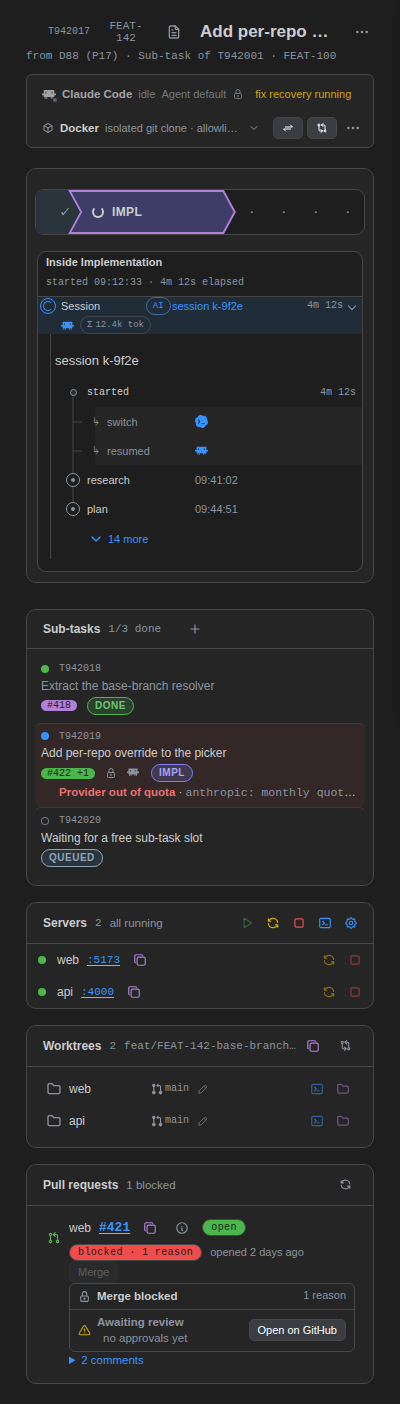 T942017 FEAT-142 Add per-repo …
from D88 (P17) · Sub-task of T942001 · FEAT-100
Claude Code idle Agent default fix recovery running
Docker isolated git clone · allowli…
✓ IMPL
Inside Implementation
started 09:12:33 · 4m 12s elapsed
Session AI session k-9f2e 4m 12s
Σ 12.4k tok
session k-9f2e
started 4m 12s
↳ switch
↳ resumed
research 09:41:02
plan 09:44:51
14 more
Sub-tasks 1/3 done
T942018
Extract the base-branch resolver
#418 DONE
T942019
Add per-repo override to the picker
#422 +1 IMPL
Provider out of quota · anthropic: monthly quot…
T942020
Waiting for a free sub-task slot
QUEUED
Servers 2 all running
web :5173
api :4000
Worktrees 2 feat/FEAT-142-base-branch…
web main
api main
Pull requests 1 blocked
web #421 open
blocked · 1 reason opened 2 days ago
Merge
Merge blocked 1 reason
Awaiting review
no approvals yet
Open on GitHub
2 comments